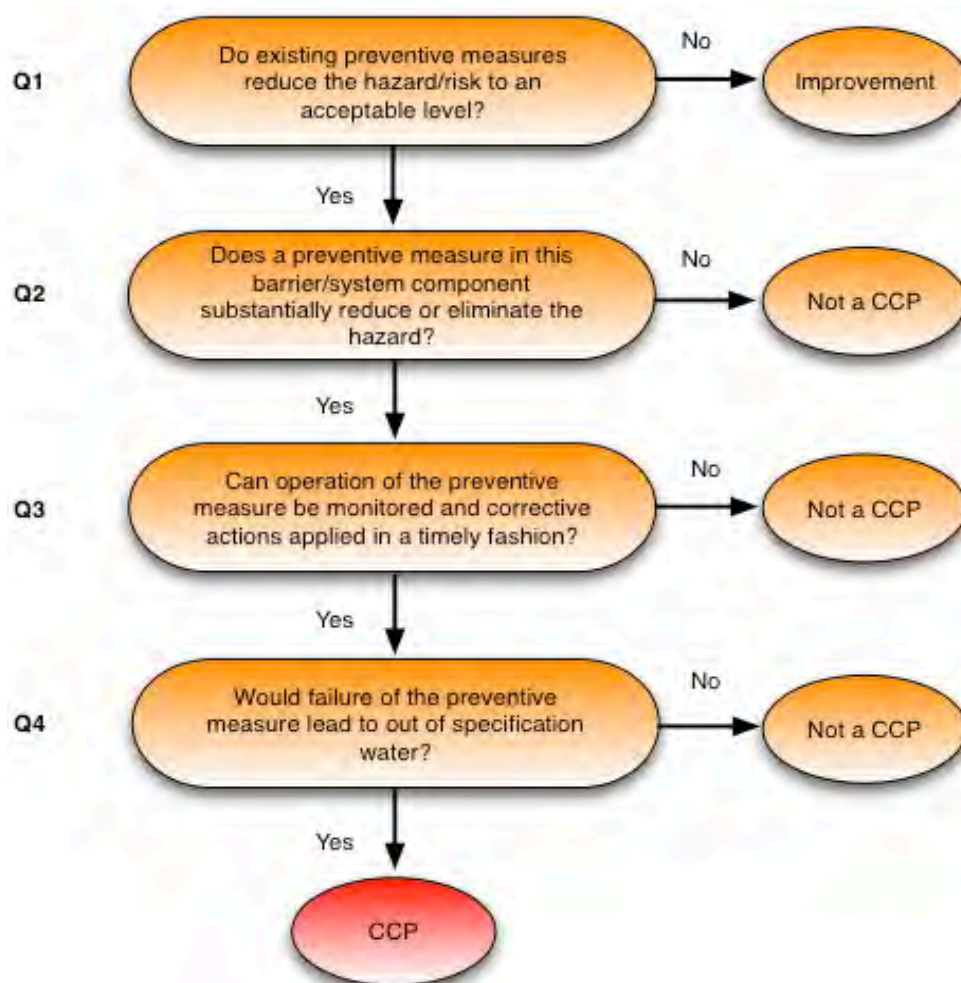 Q1
Do existing preventive measures
reduce the hazard/risk to an
acceptable level?
No
Improvement
Yes
Q2
Does a preventive measure in this
barrier/system component
substantially reduce or eliminate the
hazard?
No
Not a CCP
Yes
Q3
Can operation of the preventive
measure be monitored and corrective
actions applied in a timely fashion?
No
Not a CCP
Yes
Q4
Would failure of the preventive
measure lead to out of specification
water?
No
Not a CCP
Yes
CCP